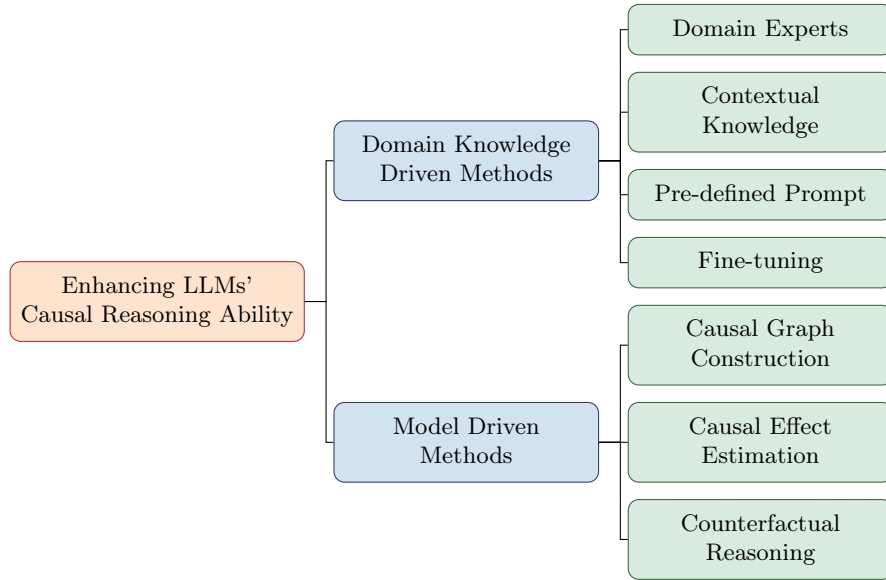 Enhancing LLMs’
Causal Reasoning Ability
Domain Knowledge
Driven Methods
Domain Experts
Contextual
Knowledge
Pre-defined Prompt
Fine-tuning
Model Driven
Methods
Causal Graph
Construction
Causal Effect
Estimation
Counterfactual
Reasoning